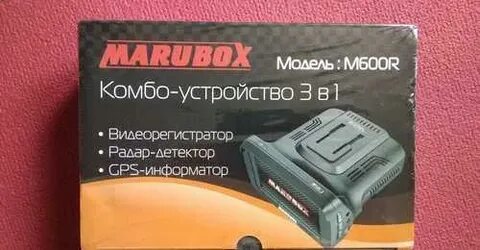 MARUBOX
Модель : M600R
Комбо-устройство 3 в 1
• Видеорегистратор
• Радар-детектор
• GPS-информатор